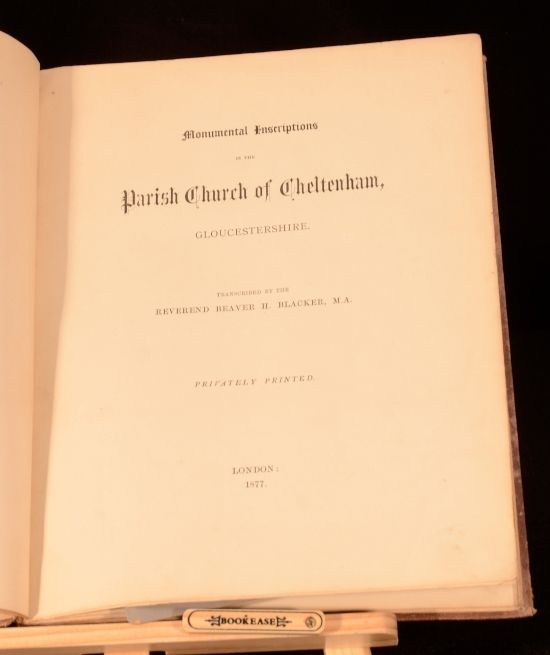 Monumental Inscriptions
IN THE
Parish Church of Cheltenham,
GLOUCESTERSHIRE.
TRANSCRIBED BY THE
REVEREND BEAVER H. BLACKER, M.A.
PRIVATELY PRINTED.
LONDON:
1877.
BOOKEASE